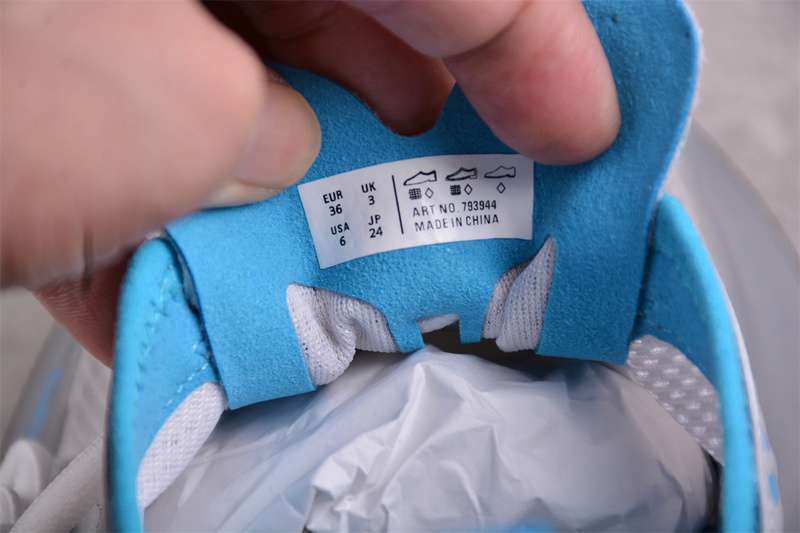 EUR UK
36 3
USA JP
6 24
ART NO. 793944
MADE IN CHINA